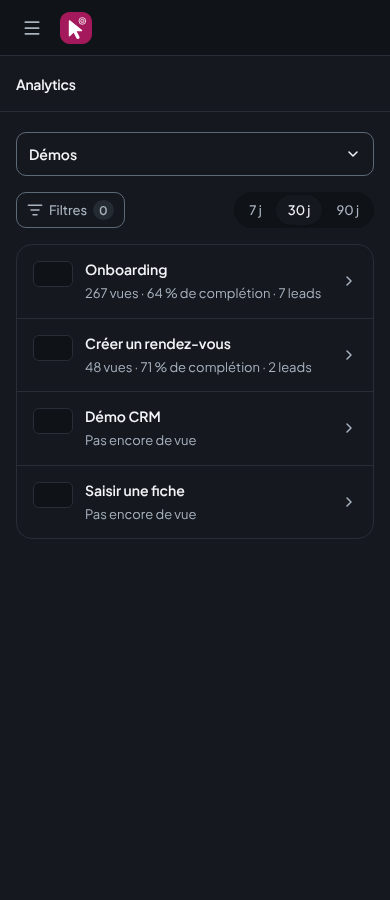 Analytics
Démos
Filtres 0
7 j 30 j 90 j
Onboarding
267 vues · 64 % de complétion · 7 leads
Créer un rendez-vous
48 vues · 71 % de complétion · 2 leads
Démo CRM
Pas encore de vue
Saisir une fiche
Pas encore de vue